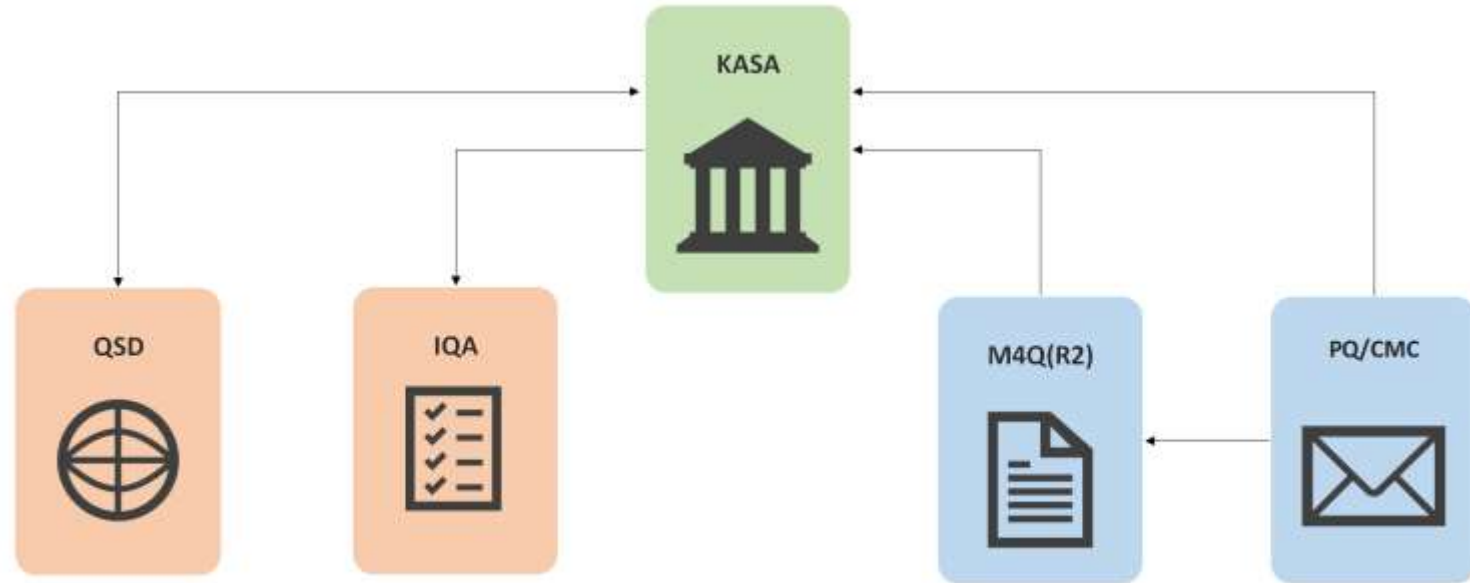 KASA
QSD
IQA
M4Q(R2)
PQ/CMC